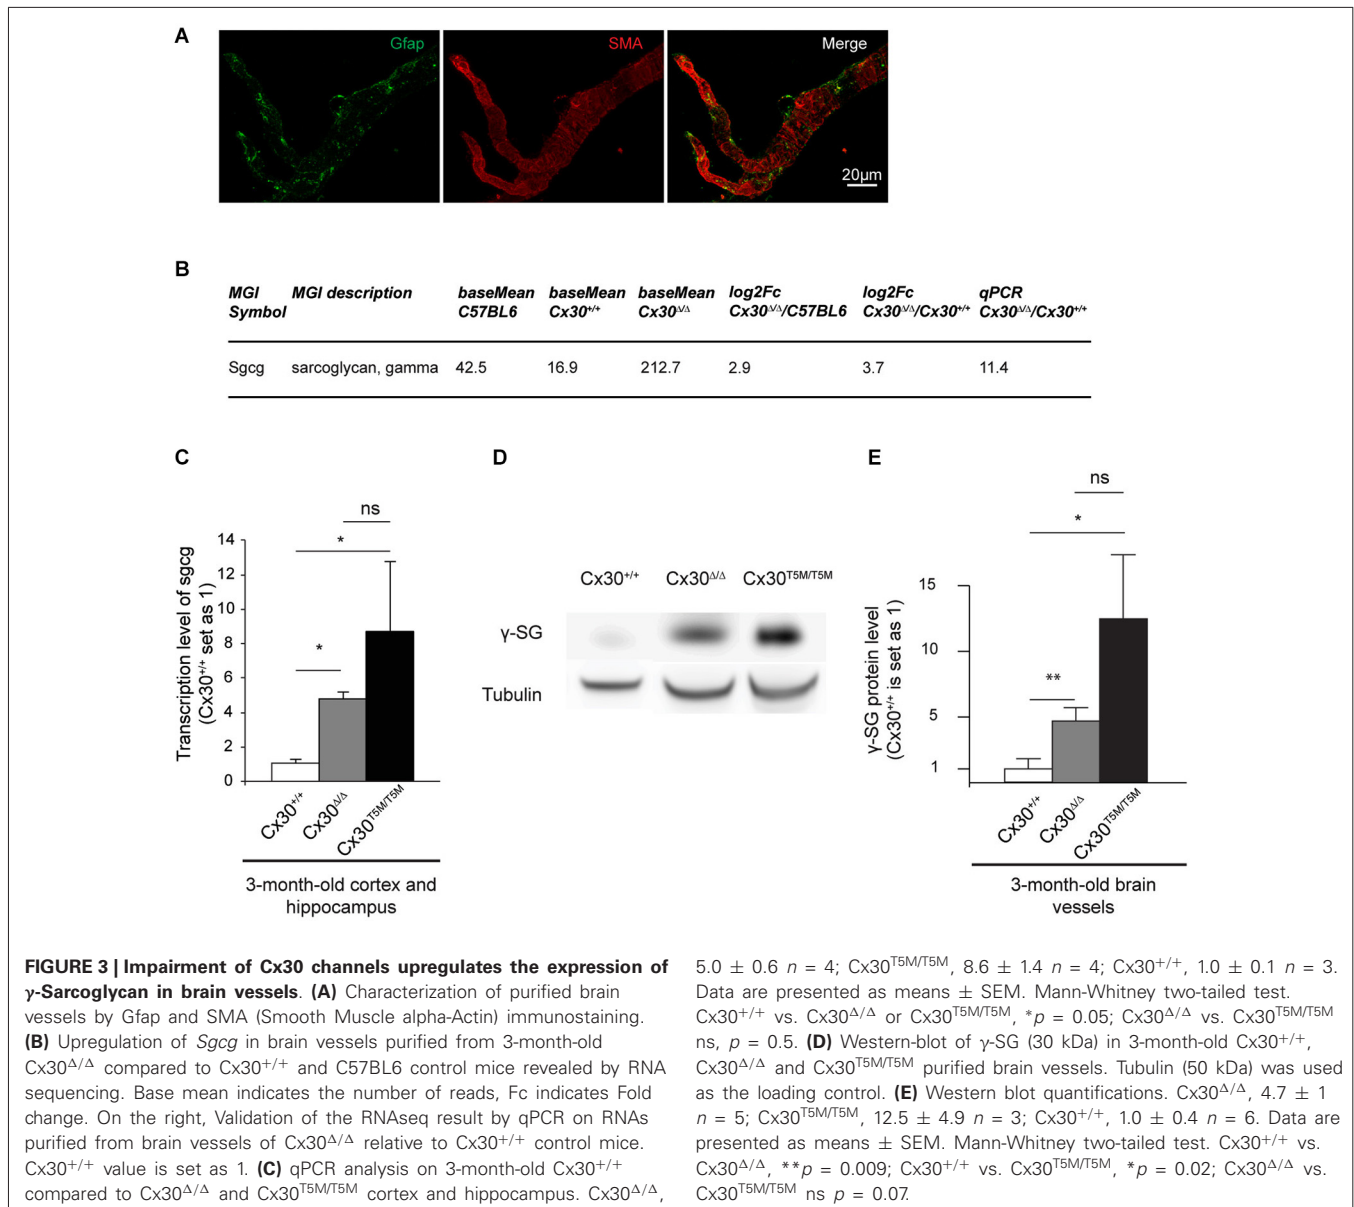 A
Gfap
SMA
Merge
20µm
B
MGI Symbol MGI description baseMean C57BL6 baseMean Cx30+/+ baseMean Cx30Δ/Δ log2Fc Cx30Δ/Δ/C57BL6 log2Fc Cx30Δ/Δ/Cx30+/+ qPCR Cx30Δ/Δ/Cx30+/+
Sgcg sarcoglycan, gamma 42.5 16.9 212.7 2.9 3.7 11.4
C
Transcription level of sgcg
(Cx30+/+ set as 1)
14
12
10
8
6
4
2
0
*
*
ns
Cx30+/+
Cx30Δ/Δ
Cx30T5M/T5M
3-month-old cortex and
hippocampus
D
Cx30+/+ Cx30Δ/Δ Cx30T5M/T5M
γ-SG
Tubulin
E
γ-SG protein level
(Cx30+/+ is set as 1)
15
10
5
1
**
*
ns
Cx30+/+
Cx30Δ/Δ
Cx30T5M/T5M
3-month-old brain
vessels
FIGURE 3 | Impairment of Cx30 channels upregulates the expression of
γ-Sarcoglycan in brain vessels. (A) Characterization of purified brain
vessels by Gfap and SMA (Smooth Muscle alpha-Actin) immunostaining.
(B) Upregulation of Sgcg in brain vessels purified from 3-month-old
Cx30Δ/Δ compared to Cx30+/+ and C57BL6 control mice revealed by RNA
sequencing. Base mean indicates the number of reads, Fc indicates Fold
change. On the right, Validation of the RNAseq result by qPCR on RNAs
purified from brain vessels of Cx30Δ/Δ relative to Cx30+/+ control mice.
Cx30+/+ value is set as 1. (C) qPCR analysis on 3-month-old Cx30+/+
compared to Cx30Δ/Δ and Cx30T5M/T5M cortex and hippocampus. Cx30Δ/Δ,
5.0 ± 0.6 n = 4; Cx30T5M/T5M, 8.6 ± 1.4 n = 4; Cx30+/+, 1.0 ± 0.1 n = 3.
Data are presented as means ± SEM. Mann-Whitney two-tailed test.
Cx30+/+ vs. Cx30Δ/Δ or Cx30T5M/T5M, *p = 0.05; Cx30Δ/Δ vs. Cx30T5M/T5M
ns, p = 0.5. (D) Western-blot of γ-SG (30 kDa) in 3-month-old Cx30+/+,
Cx30Δ/Δ and Cx30T5M/T5M purified brain vessels. Tubulin (50 kDa) was used
as the loading control. (E) Western blot quantifications. Cx30Δ/Δ, 4.7 ± 1
n = 5; Cx30T5M/T5M, 12.5 ± 4.9 n = 3; Cx30+/+, 1.0 ± 0.4 n = 6. Data are
presented as means ± SEM. Mann-Whitney two-tailed test. Cx30+/+ vs.
Cx30Δ/Δ, **p = 0.009; Cx30+/+ vs. Cx30T5M/T5M, *p = 0.02; Cx30Δ/Δ vs.
Cx30T5M/T5M ns p = 0.07.